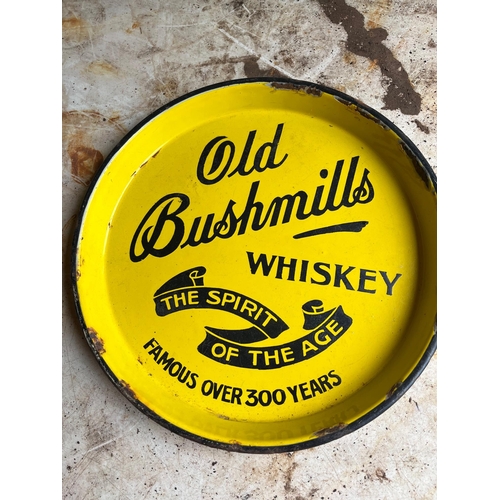 Old
Bushmills
WHISKEY
THE SPIRIT
OF THE AGE
FAMOUS OVER 300 YEARS